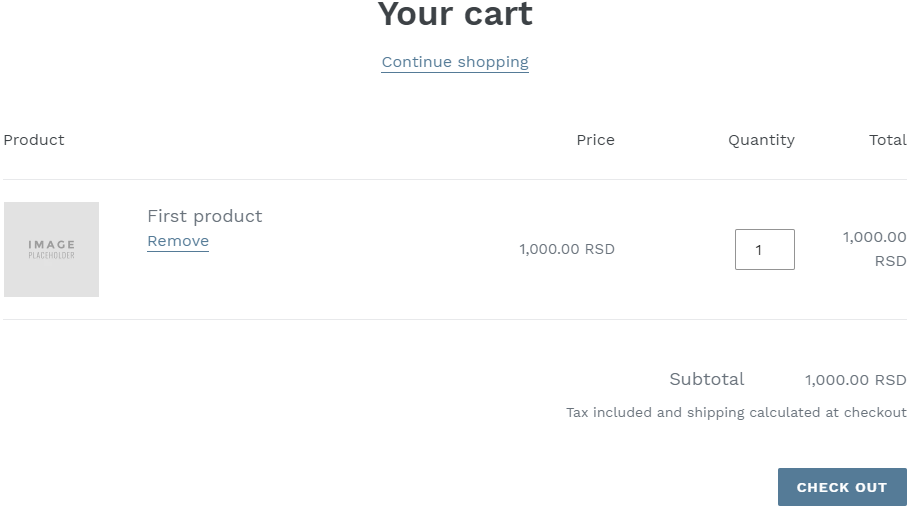 Your cart
Continue shopping
Product Price Quantity Total
IMAGE
PLACEHOLDER
First product
Remove
1,000.00 RSD
1
1,000.00
RSD
Subtotal 1,000.00 RSD
Tax included and shipping calculated at checkout
CHECK OUT